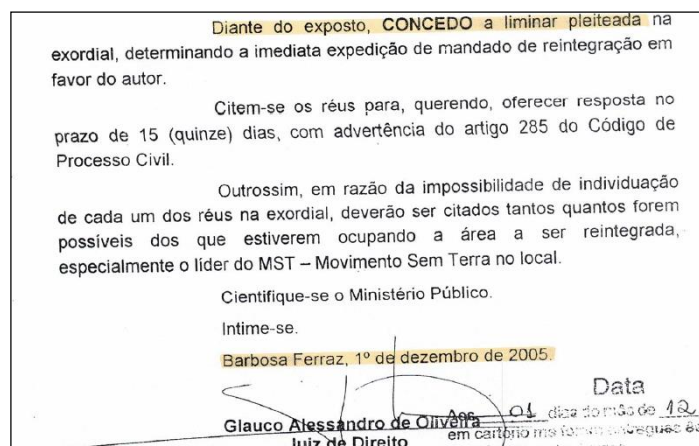 Diante do exposto, CONCEDO a liminar pleiteada na
exordial, determinando a imediata expedição de mandado de reintegração em
favor do autor.
Citem-se os réus para, querendo, oferecer resposta no
prazo de 15 (quinze) dias, com advertência do artigo 285 do Código de
Processo Civil.
Outrossim, em razão da impossibilidade de individuação
de cada um dos réus na exordial, deverão ser citados tantos quantos forem
possíveis dos que estiverem ocupando a área a ser reintegrada,
especialmente o líder do MST – Movimento Sem Terra no local.
Cientifique-se o Ministério Público.
Intime-se.
Barbosa Ferraz, 1º de dezembro de 2005.
Data
Glauco Alessandro de Oliveira
Juiz de Direito
Aos 01 dias do mês de 12
em cartório me foram entregues